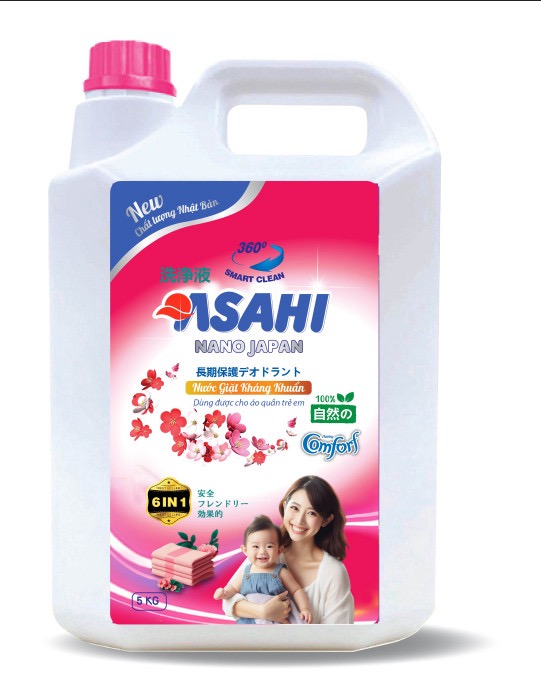 New
Chất lượng Nhật Bản
360°
SMART CLEAN
洗淨液
ASAHI
NANO JAPAN
長期保護デオドラント
Nước Giặt Kháng Khuẩn
Dùng được cho áo quần trẻ em
100%
自然の
Comfort
6 IN 1
安全
フレンドリー
効果的
5 KG